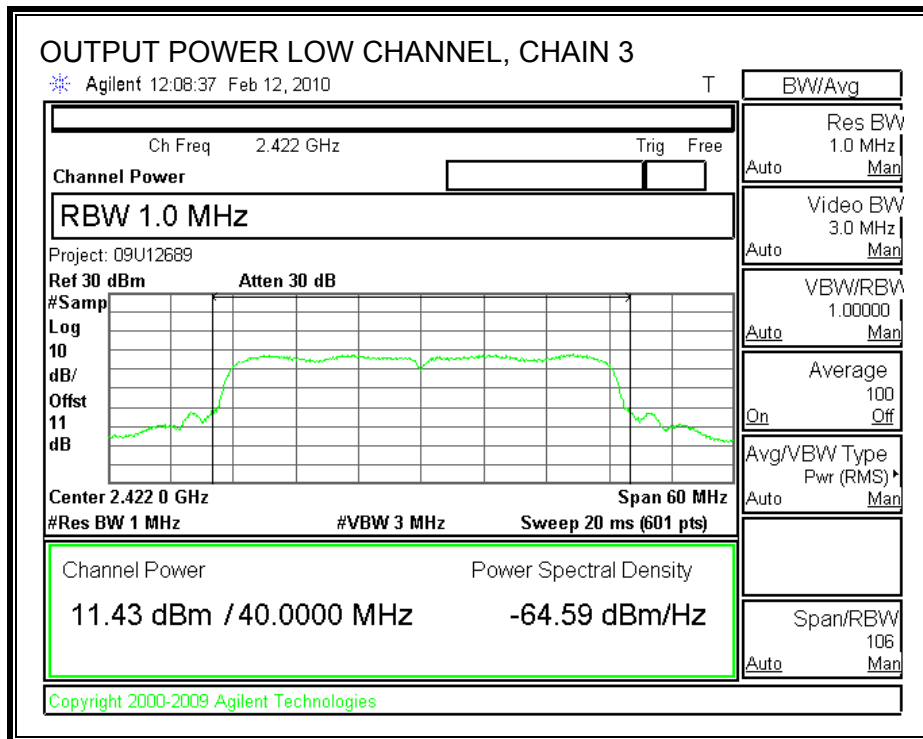 OUTPUT POWER LOW CHANNEL, CHAIN 3
Agilent 12:08:37 Feb 12, 2010 T
Ch Freq 2.422 GHz Trig Free
Channel Power
RBW 1.0 MHz
Project: 09U12689
Ref 30 dBm Atten 30 dB
#Samp
Log
10
dB/
Offst
11
dB
Center 2.422 0 GHz Span 60 MHz
#Res BW 1 MHz #VBW 3 MHz Sweep 20 ms (601 pts)
Channel Power Power Spectral Density
11.43 dBm / 40.0000 MHz -64.59 dBm/Hz
Copyright 2000-2009 Agilent Technologies
BW/Avg
Res BW
1.0 MHz
Auto Man
Video BW
3.0 MHz
Auto Man
VBW/RBW
1.00000
Auto Man
Average
100
On Off
Avg/VBW Type
Pwr (RMS)
Auto Man
Span/RBW
106
Auto Man